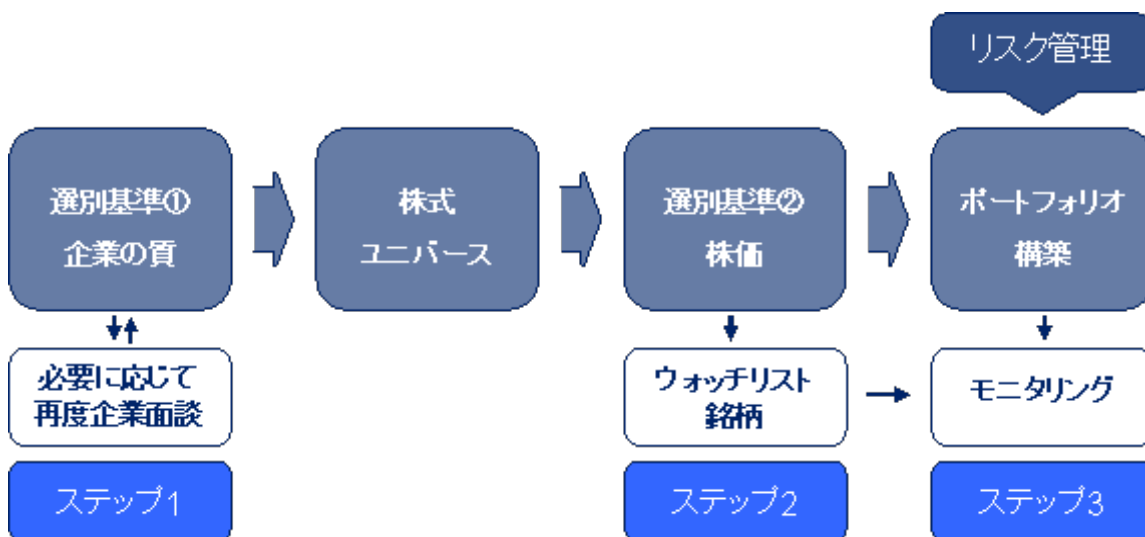 リスク管理
選別基準①
企業の質
株式
ユニバース
選別基準②
株価
ポートフォリオ
構築
必要に応じて
再度企業面談
ウォッチリスト
銘柄
モニタリング
ステップ1
ステップ2
ステップ3